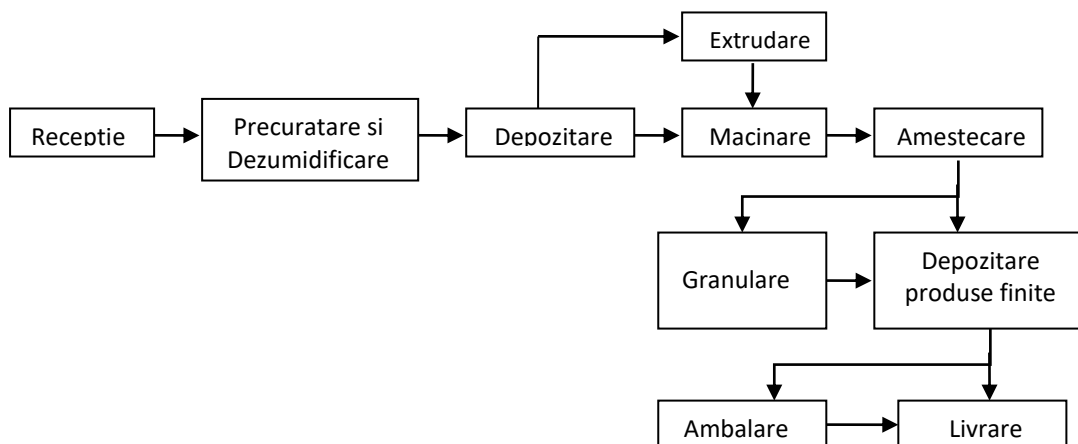 Extrudare
Receptie
Precuratare si
Dezumidificare
Depozitare
Macinare
Amestecare
Granulare
Depozitare
produse finite
Ambalare
Livrare